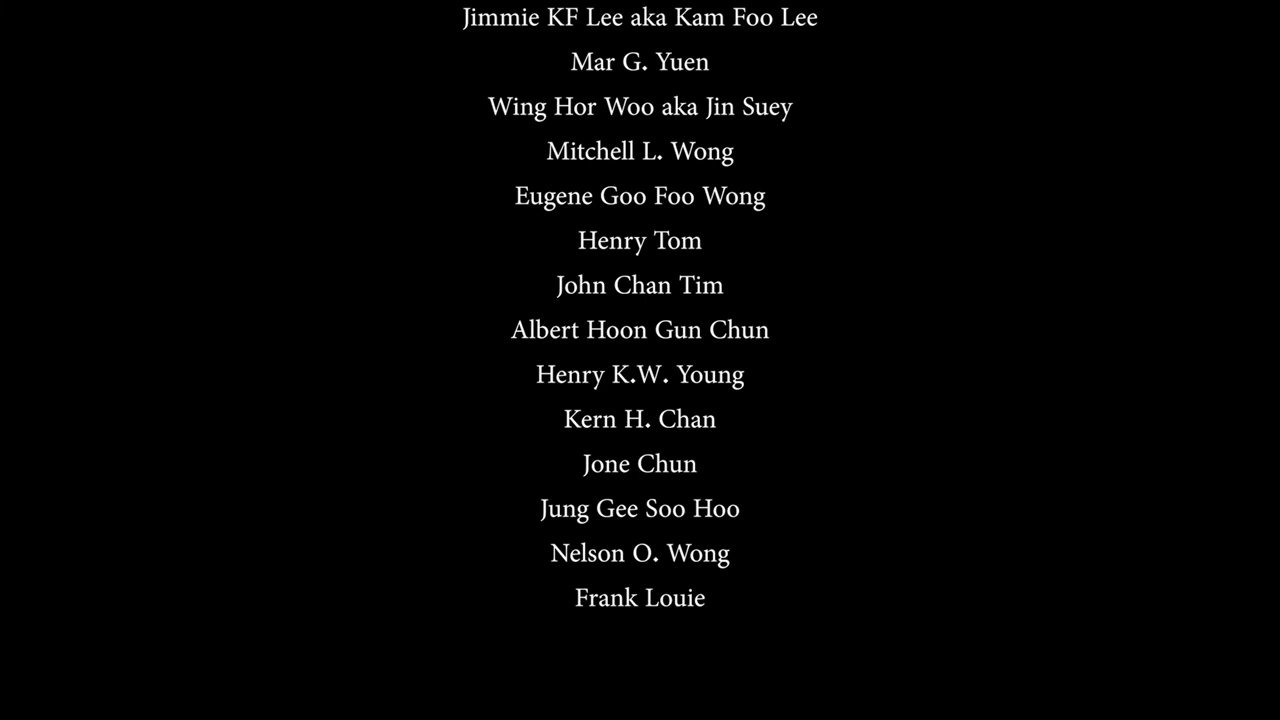 Jimmie KF Lee aka Kam Foo Lee
Mar G. Yuen
Wing Hor Woo aka Jin Suey
Mitchell L. Wong
Eugene Goo Foo Wong
Henry Tom
John Chan Tim
Albert Hoon Gun Chun
Henry K.W. Young
Kern H. Chan
Jone Chun
Jung Gee Soo Hoo
Nelson O. Wong
Frank Louie